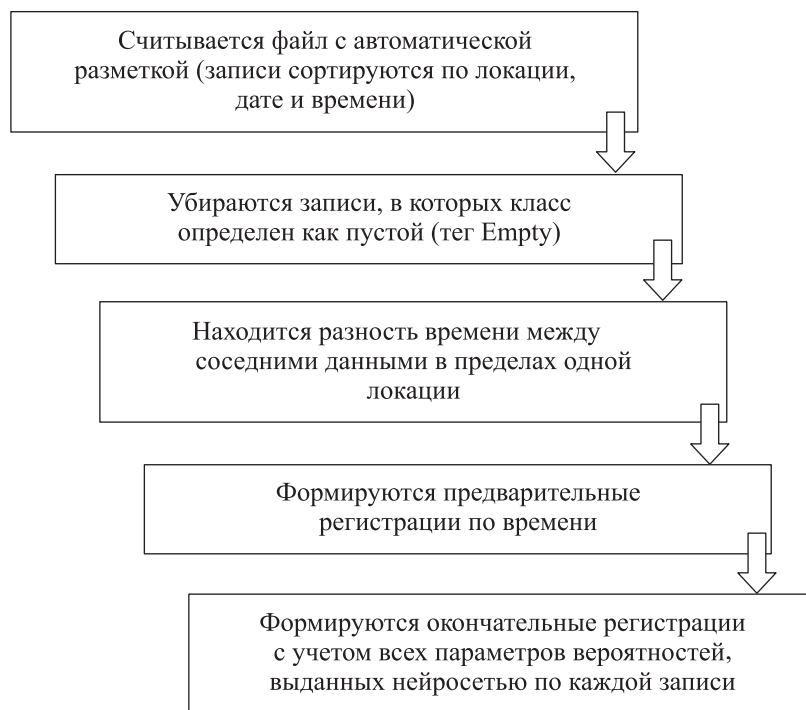 Считывается файл с автоматической
разметкой (записи сортируются по локации,
дате и времени)
Убираются записи, в которых класс
определен как пустой (тег Empty)
Находится разность времени между
соседними данными в пределах одной
локации
Формируются предварительные
регистрации по времени
Формируются окончательные регистрации
с учетом всех параметров вероятностей,
выданных нейросетью по каждой записи